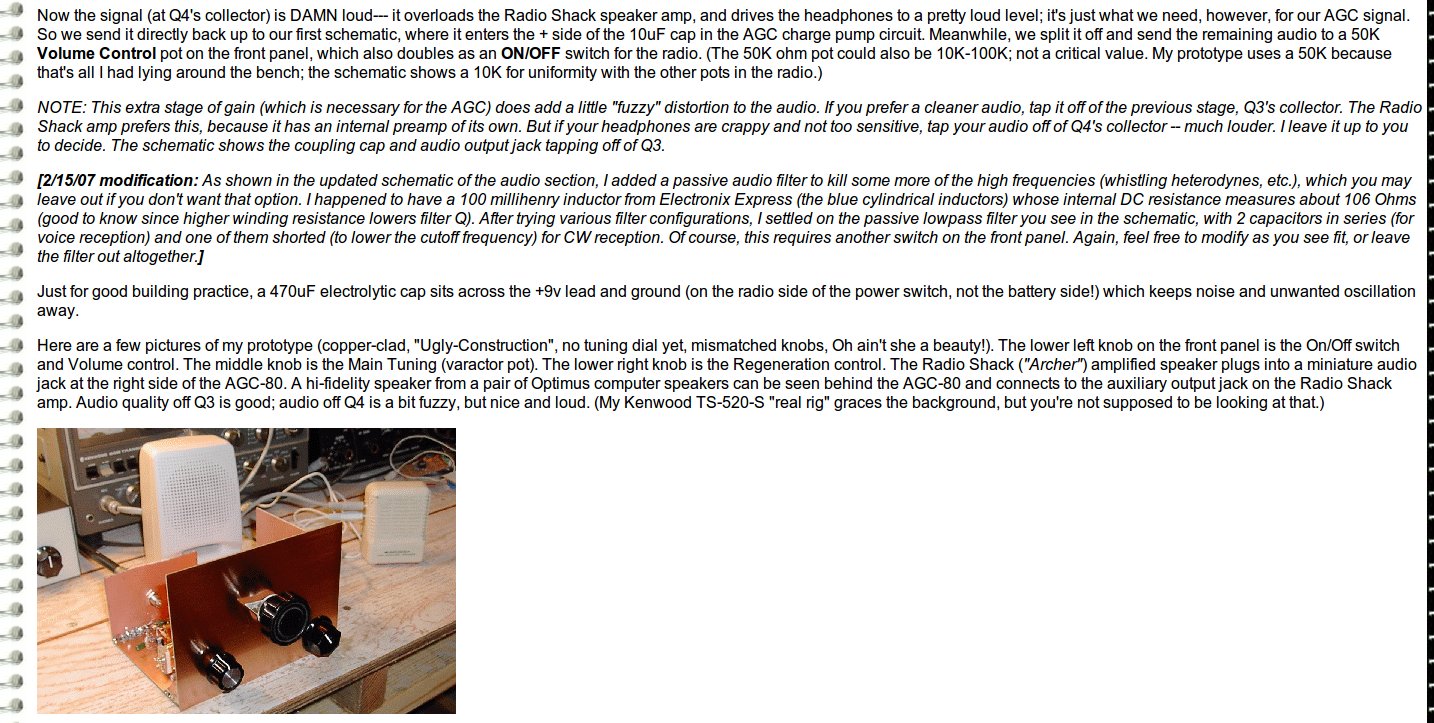 Now the signal (at Q4's collector) is DAMN loud--- it overloads the Radio Shack speaker amp, and drives the headphones to a pretty loud level; it's just what we need, however, for our AGC signal.
So we send it directly back up to our first schematic, where it enters the + side of the 10uF cap in the AGC charge pump circuit. Meanwhile, we split it off and send the remaining audio to a 50K
Volume Control pot on the front panel, which also doubles as an ON/OFF switch for the radio. (The 50K ohm pot could also be 10K-100K; not a critical value. My prototype uses a 50K because
that's all I had lying around the bench; the schematic shows a 10K for uniformity with the other pots in the radio.)
NOTE: This extra stage of gain (which is necessary for the AGC) does add a little "fuzzy" distortion to the audio. If you prefer a cleaner audio, tap it off of the previous stage, Q3's collector. The Radio
Shack amp prefers this, because it has an internal preamp of its own. But if your headphones are crappy and not too sensitive, tap your audio off of Q4's collector -- much louder. I leave it up to you
to decide. The schematic shows the coupling cap and audio output jack tapping off of Q3.
[2/15/07 modification: As shown in the updated schematic of the audio section, I added a passive audio filter to kill some more of the high frequencies (whistling heterodynes, etc.), which you may
leave out if you don't want that option. I happened to have a 100 millihenry inductor from Electronix Express (the blue cylindrical inductors) whose internal DC resistance measures about 106 Ohms
(good to know since higher winding resistance lowers filter Q). After trying various filter configurations, I settled on the passive lowpass filter you see in the schematic, with 2 capacitors in series (for
voice reception) and one of them shorted (to lower the cutoff frequency) for CW reception. Of course, this requires another switch on the front panel. Again, feel free to modify as you see fit, or leave
the filter out altogether.]
Just for good building practice, a 470uF electrolytic cap sits across the +9v lead and ground (on the radio side of the power switch, not the battery side!) which keeps noise and unwanted oscillation
away.
Here are a few pictures of my prototype (copper-clad, "Ugly-Construction", no tuning dial yet, mismatched knobs, Oh ain't she a beauty!). The lower left knob on the front panel is the On/Off switch
and Volume control. The middle knob is the Main Tuning (varactor pot). The lower right knob is the Regeneration control. The Radio Shack ("Archer") amplified speaker plugs into a miniature audio
jack at the right side of the AGC-80. A hi-fidelity speaker from a pair of Optimus computer speakers can be seen behind the AGC-80 and connects to the auxiliary output jack on the Radio Shack
amp. Audio quality off Q3 is good; audio off Q4 is a bit fuzzy, but nice and loud. (My Kenwood TS-520-S "real rig" graces the background, but you're not supposed to be looking at that.)